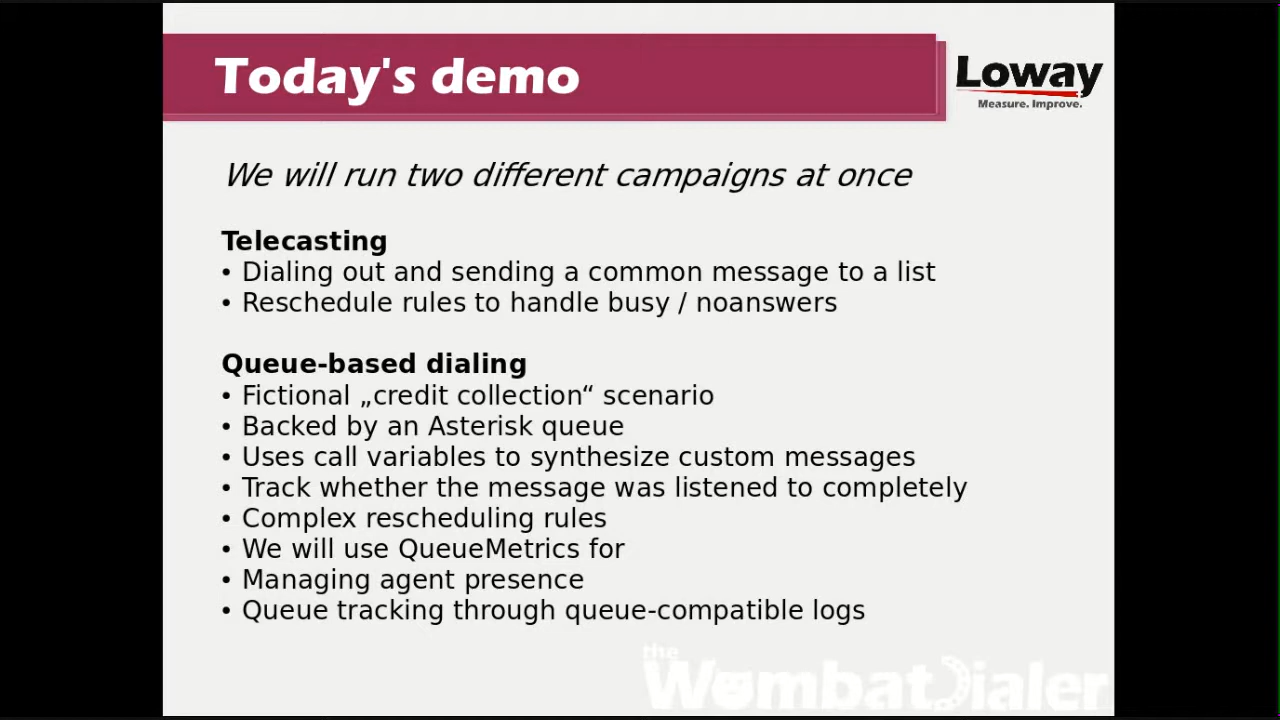 Today's demo
Loway
Measure. Improve.
We will run two different campaigns at once
Telecasting
• Dialing out and sending a common message to a list
• Reschedule rules to handle busy / noanswers
Queue-based dialing
• Fictional „credit collection“ scenario
• Backed by an Asterisk queue
• Uses call variables to synthesize custom messages
• Track whether the message was listened to completely
• Complex rescheduling rules
• We will use QueueMetrics for
• Managing agent presence
• Queue tracking through queue-compatible logs
the
WombatDialer